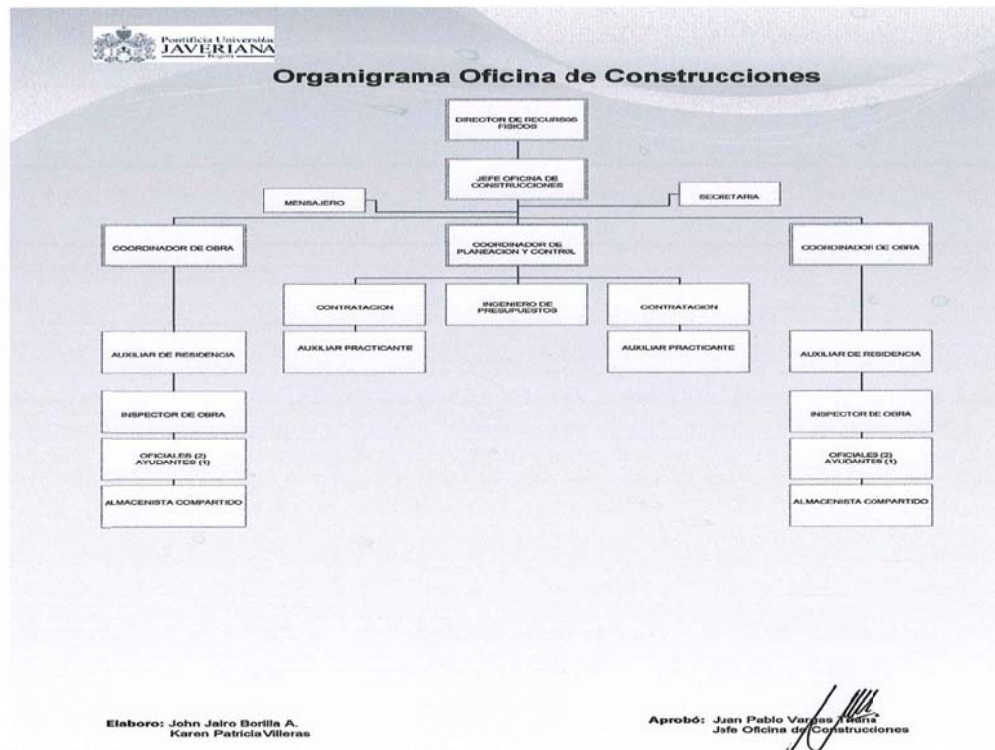 Pontificia Universidad
JAVERIANA
Bogotá
Organigrama Oficina de Construcciones
DIRECTOR DE RECURSOS
FISICOS
JEFE OFICINA DE
CONSTRUCCIONES
MENSAJERO
SECRETARIA
COORDINADOR DE OBRA
COORDINADOR DE
PLANEACION Y CONTROL
COORDINADOR DE OBRA
CONTRATACION
INGENIERO DE
PRESUPUESTOS
CONTRATACION
AUXILIAR DE RESIDENCIA
AUXILIAR PRACTICANTE
AUXILIAR PRACTICANTE
AUXILIAR DE RESIDENCIA
INSPECTOR DE OBRA
INSPECTOR DE OBRA
OFICIALES (2)
AYUDANTES (1)
OFICIALES (2)
AYUDANTES (1)
ALMACENISTA COMPARTIDO
ALMACENISTA COMPARTIDO
Elaboro: John Jairo Borilla A.
Karen Patricia Villeras
Aprobó: Juan Pablo Vargas Triana
Jefe Oficina de Construcciones